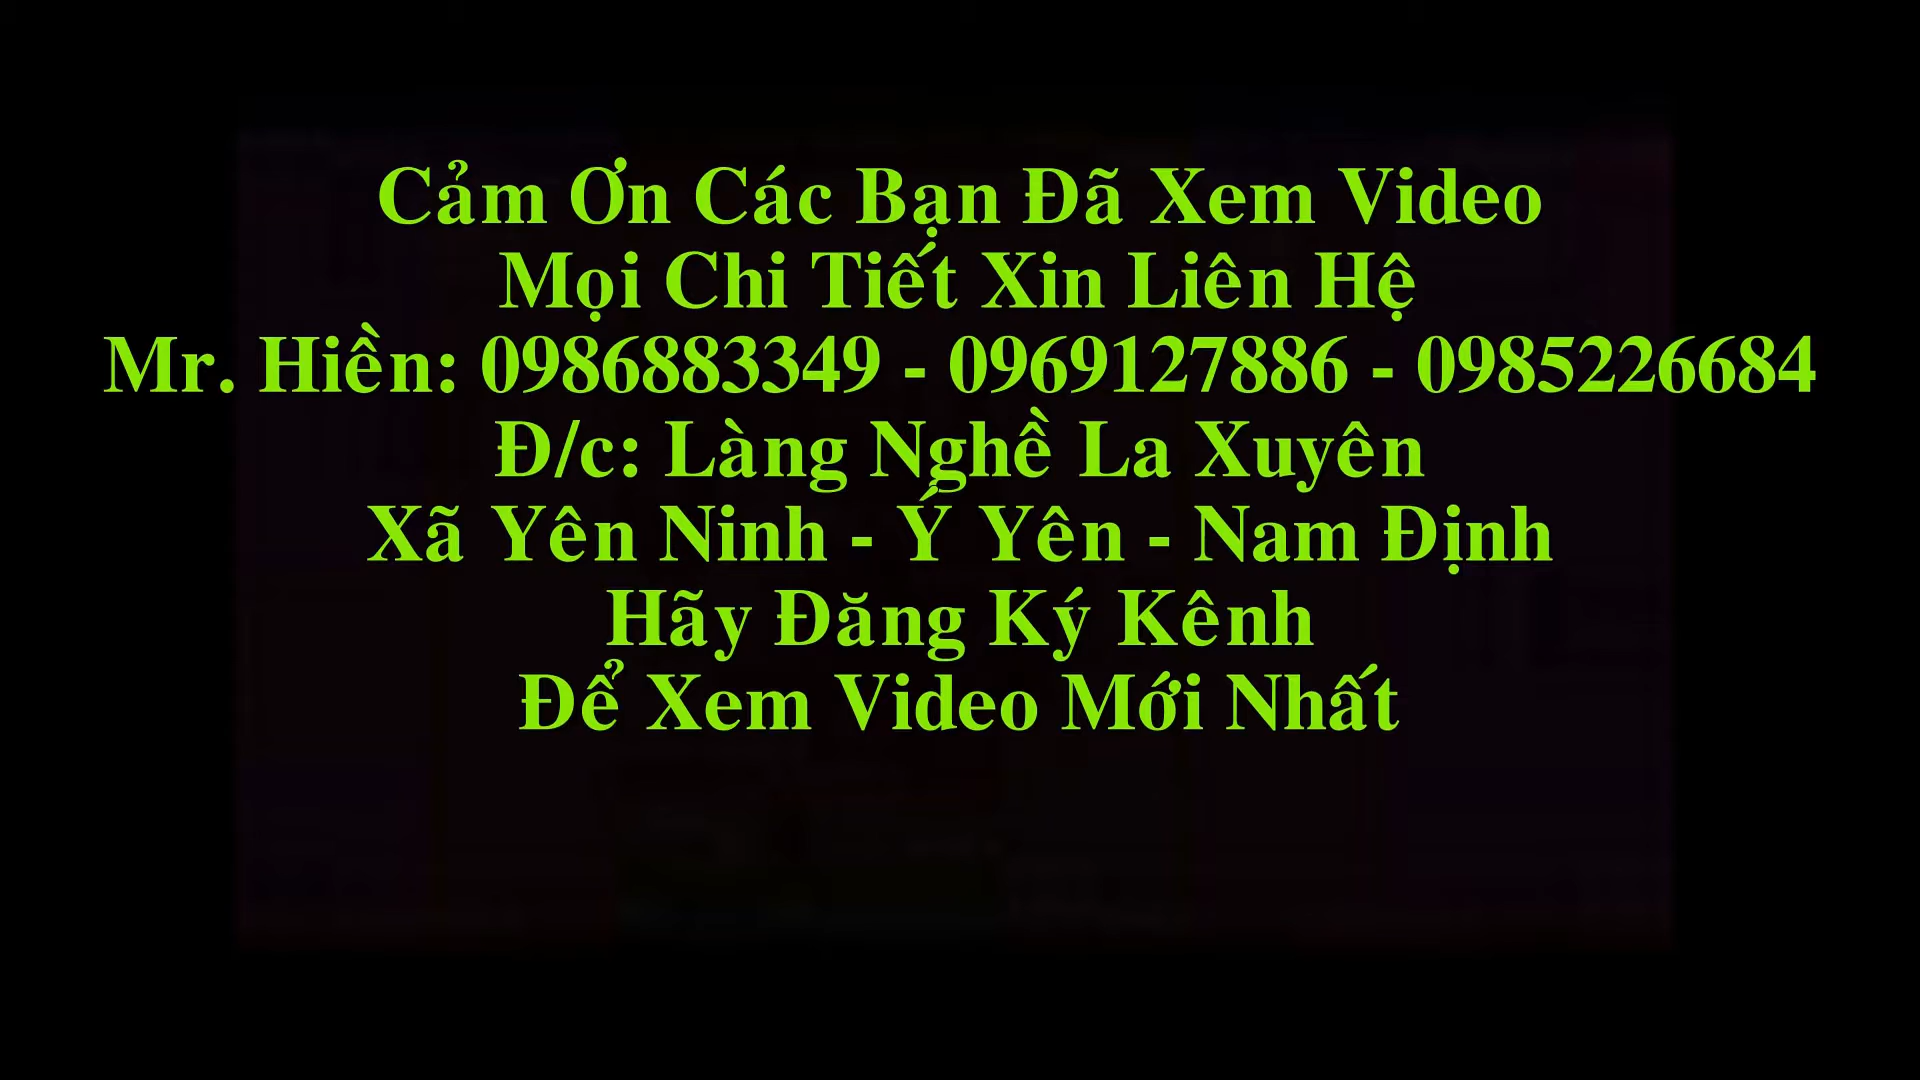 Cảm Ơn Các Bạn Đã Xem Video
Mọi Chi Tiết Xin Liên Hệ
Mr. Hiền: 0986883349 - 0969127886 - 0985226684
Đ/c: Làng Nghề La Xuyên
Xã Yên Ninh - Ý Yên - Nam Định
Hãy Đăng Ký Kênh
Để Xem Video Mới Nhất